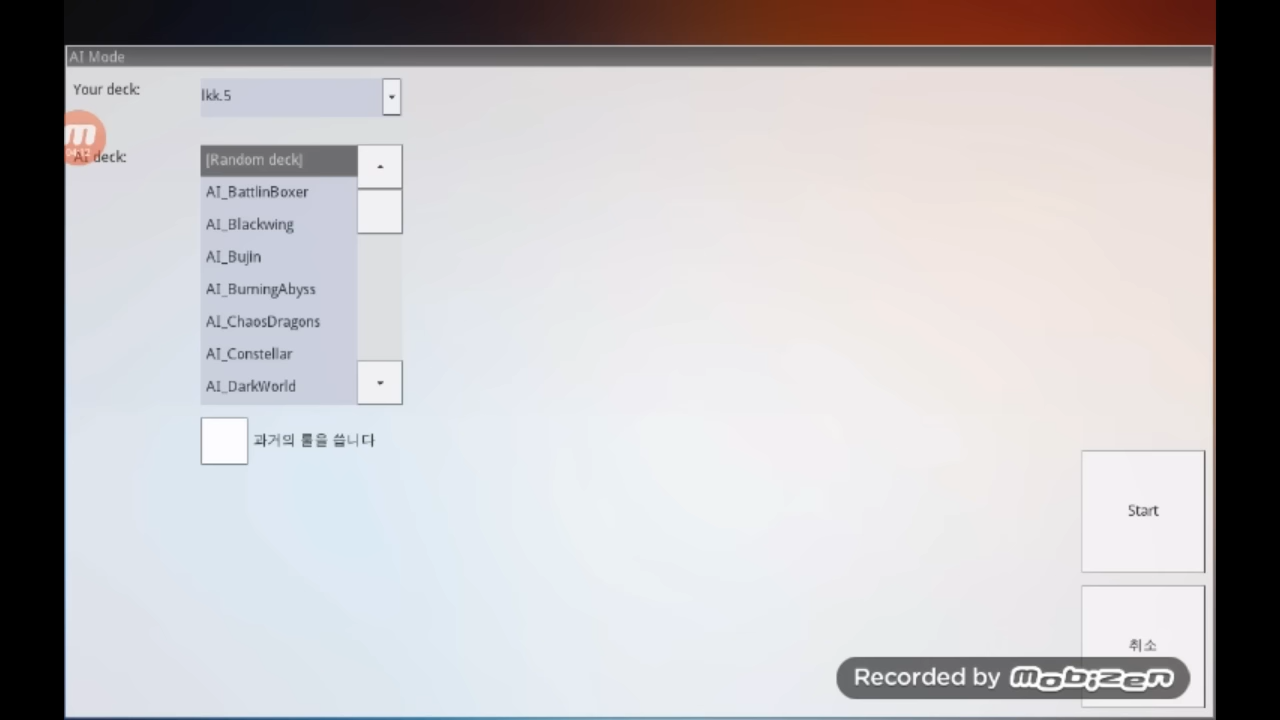 AI Mode
Your deck:
lkk.5
AI deck:
[Random deck]
AI_BattlinBoxer
AI_Blackwing
AI_Bujin
AI_BurningAbyss
AI_ChaosDragons
AI_Constellar
AI_DarkWorld
과거의 룰을 씁니다
Start
취소
Recorded by mobizen